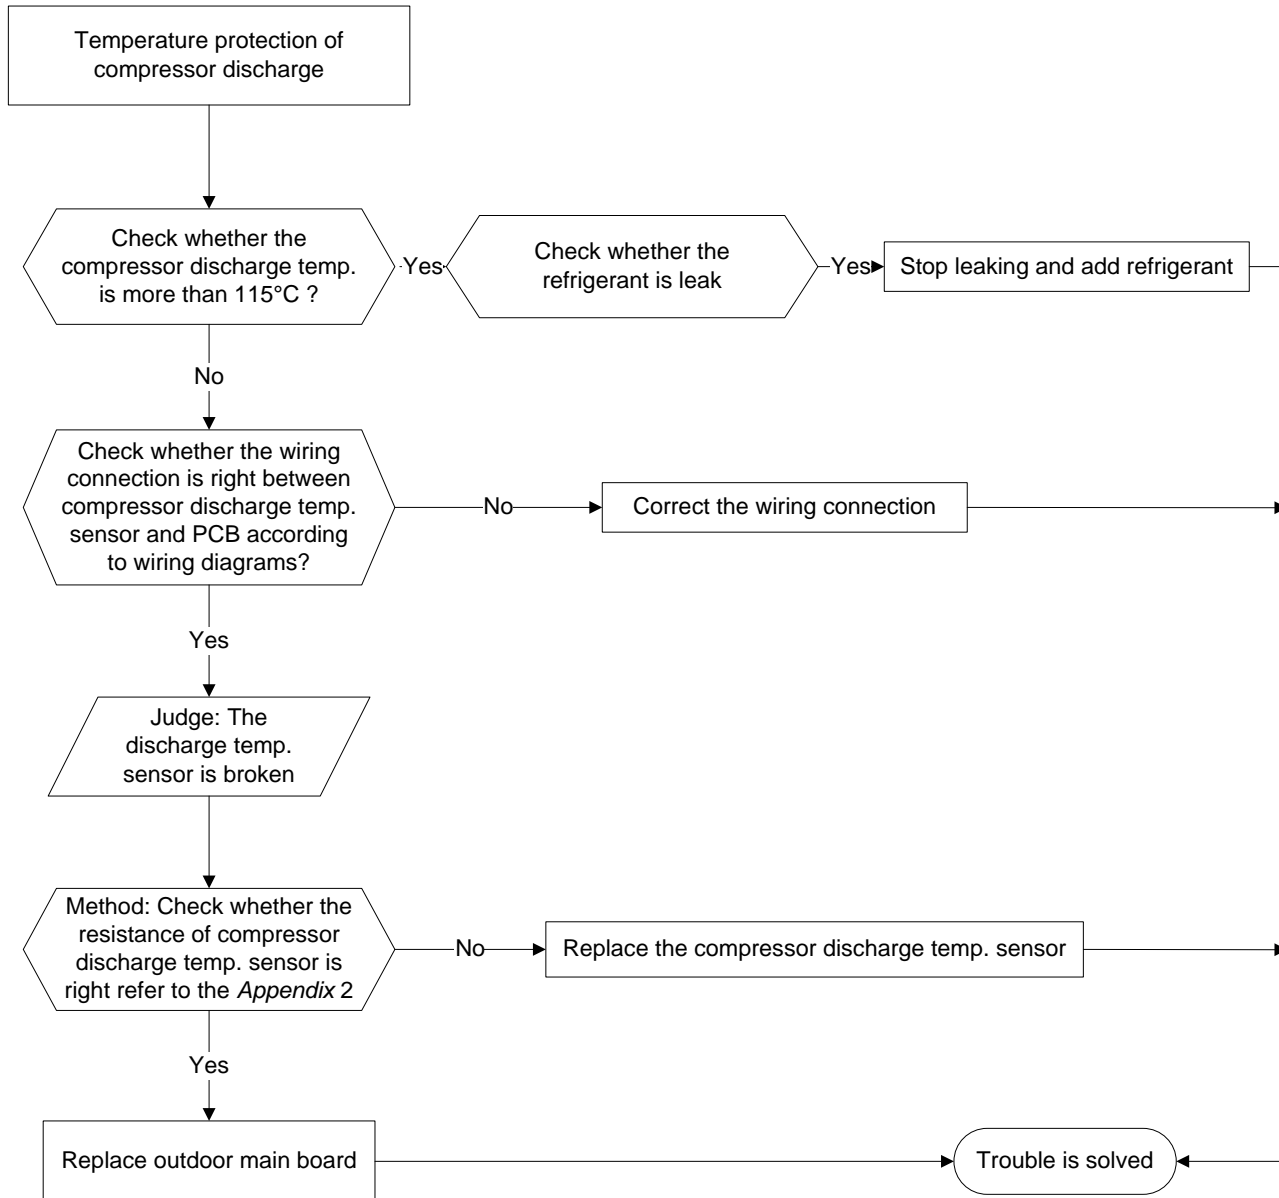 Temperature protection of
compressor discharge
Check whether the
compressor discharge temp.
is more than 115°C ?
Yes
Check whether the
refrigerant is leak
Yes
Stop leaking and add refrigerant
No
Check whether the wiring
connection is right between
compressor discharge temp.
sensor and PCB according
to wiring diagrams?
No
Correct the wiring connection
Yes
Judge: The
discharge temp.
sensor is broken
Method: Check whether the
resistance of compressor
discharge temp. sensor is
right refer to the Appendix 2
No
Replace the compressor discharge temp. sensor
Yes
Replace outdoor main board
Trouble is solved